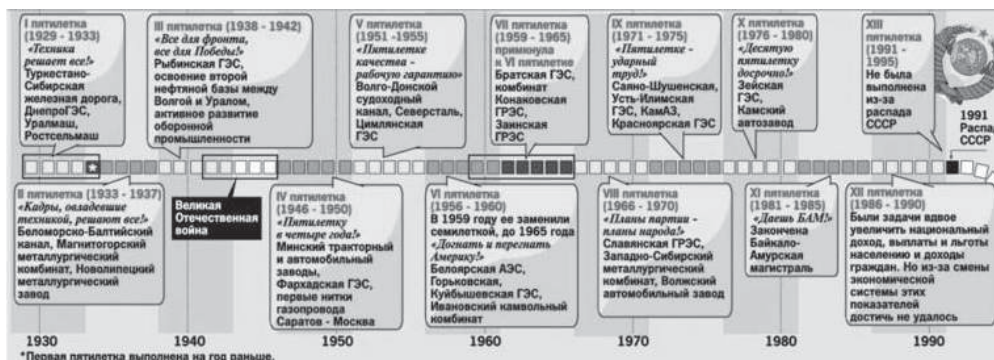 I пятилетка
(1929 - 1933)
«Техника
решает все!»
Туркестано-
Сибирская
железная дорога,
ДнепроГЭС,
Уралмаш,
Ростсельмаш
III пятилетка (1938 - 1942)
«Все для фронта,
все для Победы!»
Рыбинская ГЭС,
освоение второй
нефтяной базы между
Волгой и Уралом,
активное развитие
оборонной
промышленности
V пятилетка
(1951 -1955)
«Пятилетке
качества -
рабочую гарантию»
Волго-Донской
судоходный
канал, Северсталь,
Цимлянская
ГЭС
VII пятилетка
(1959 - 1965)
примкнула
к VI пятилетке
Братская ГЭС,
комбинат
Конаковская
ГРЭС,
Заинская
ГРЭС
IX пятилетка
(1971 - 1975)
«Пятилетке -
ударный
труд!»
Саяно-Шушенская,
Усть-Илимская
ГЭС, КамАЗ,
Красноярская ГЭС
X пятилетка
(1976 - 1980)
«Десятую
пятилетку
досрочно!»
Зейская
ГЭС,
Камский
автозавод
XIII
пятилетка
(1991 -
1995)
Не была
выполнена
из-за
распада
СССР
1991
Распад
СССР
II пятилетка (1933 - 1937)
«Кадры, овладевшие
техникой, решают все!»
Беломорско-Балтийский
канал, Магнитогорский
металлургический
комбинат, Новолипецкий
металлургический
завод
Великая
Отечественная
война
IV пятилетка
(1946 - 1950)
«Пятилетку
в четыре года!»
Минский тракторный
и автомобильный
заводы,
Фархадская ГЭС,
первые нитки
газопровода
Саратов - Москва
VI пятилетка
(1956 - 1960)
В 1959 году ее заменили
семилеткой, до 1965 года
«Догнать и перегнать
Америку!»
Белоярская АЭС,
Горьковская,
Куйбышевская ГЭС,
Ивановский камвольный
комбинат
VIII пятилетка
(1966 - 1970)
«Планы партии -
планы народа!»
Славянская ГРЭС,
Западно-Сибирский
металлургический
комбинат, Волжский
автомобильный завод
XI пятилетка
(1981 - 1985)
«Даешь БАМ!»
Закончена
Байкало-
Амурская
магистраль
XII пятилетка
(1986 - 1990)
Были задачи вдвое
увеличить национальный
доход, выплаты и льготы
населению и доходы
граждан. Но из-за смены
экономической
системы этих
показателей
достичь не удалось
1930
1940
1950
1960
1970
1980
1990
*Первая пятилетка выполнена на год раньше.